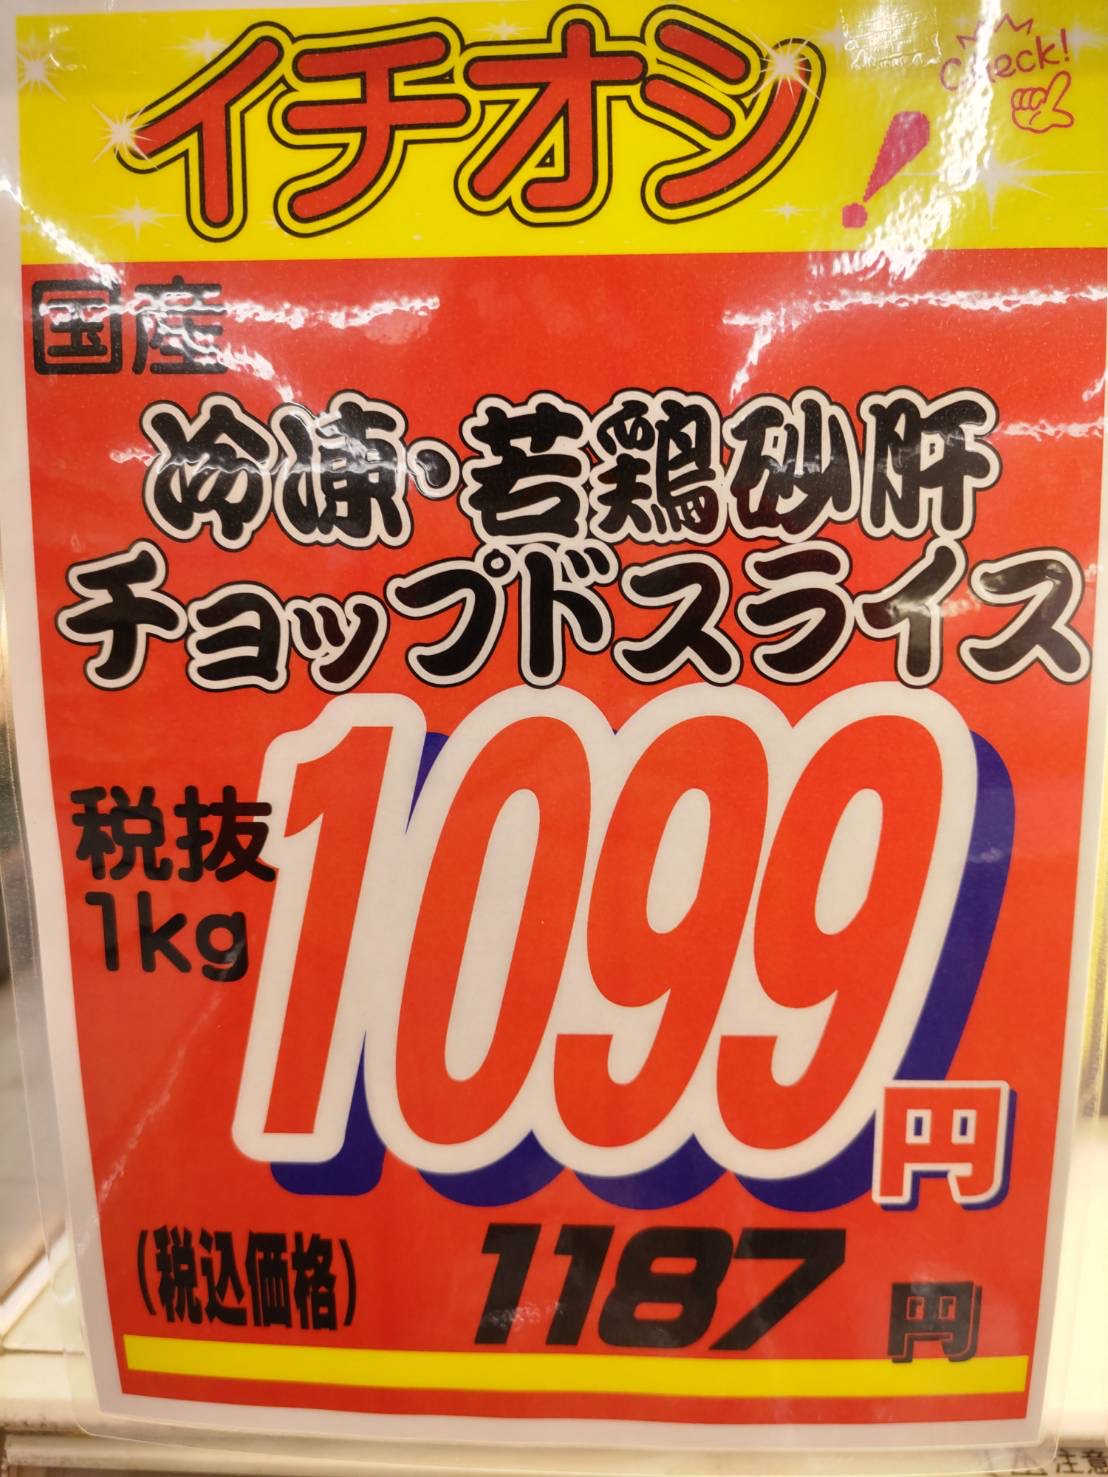 イチオシ!
Check!
国産
冷凍・若鶏砂肝
チョップドスライス
税抜
1kg
1099円
(税込価格) 1187円
注意